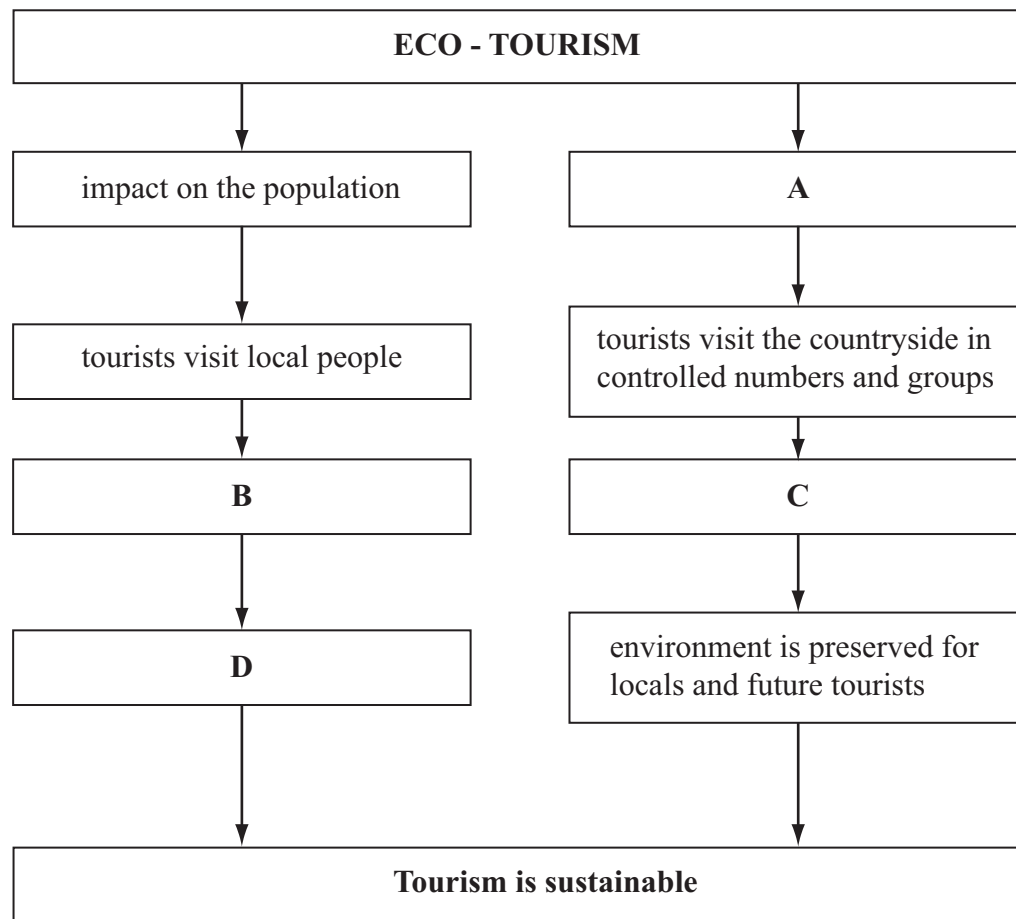 ECO - TOURISM
impact on the population
A
tourists visit local people
tourists visit the countryside in
controlled numbers and groups
B
C
D
environment is preserved for
locals and future tourists
Tourism is sustainable